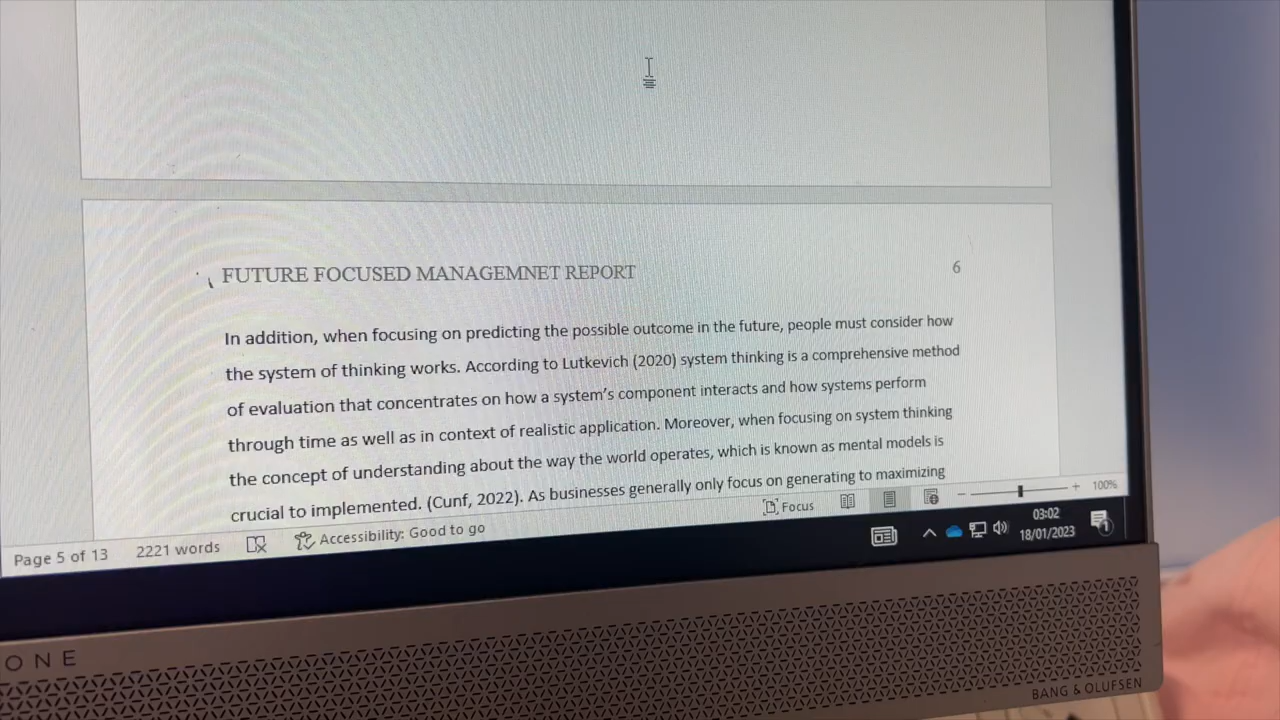 FUTURE FOCUSED MANAGEMNET REPORT 6
In addition, when focusing on predicting the possible outcome in the future, people must consider how
the system of thinking works. According to Lutkevich (2020) system thinking is a comprehensive method
of evaluation that concentrates on how a system's component interacts and how systems perform
through time as well as in context of realistic application. Moreover, when focusing on system thinking
the concept of understanding about the way the world operates, which is known as mental models is
crucial to implemented. (Cunf, 2022). As businesses generally only focus on generating to maximizing
Page 5 of 13 2221 words Accessibility: Good to go Focus 100%
03:02
18/01/2023
1
ONE
BANG & OLUFSEN